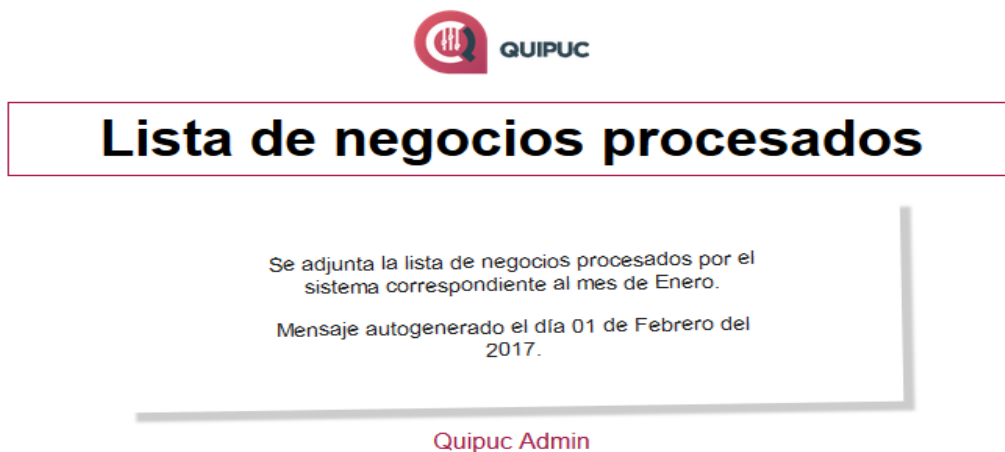 QUIPUC
Lista de negocios procesados
Se adjunta la lista de negocios procesados por el
sistema correspondiente al mes de Enero.
Mensaje autogenerado el día 01 de Febrero del
2017.
Quipuc Admin